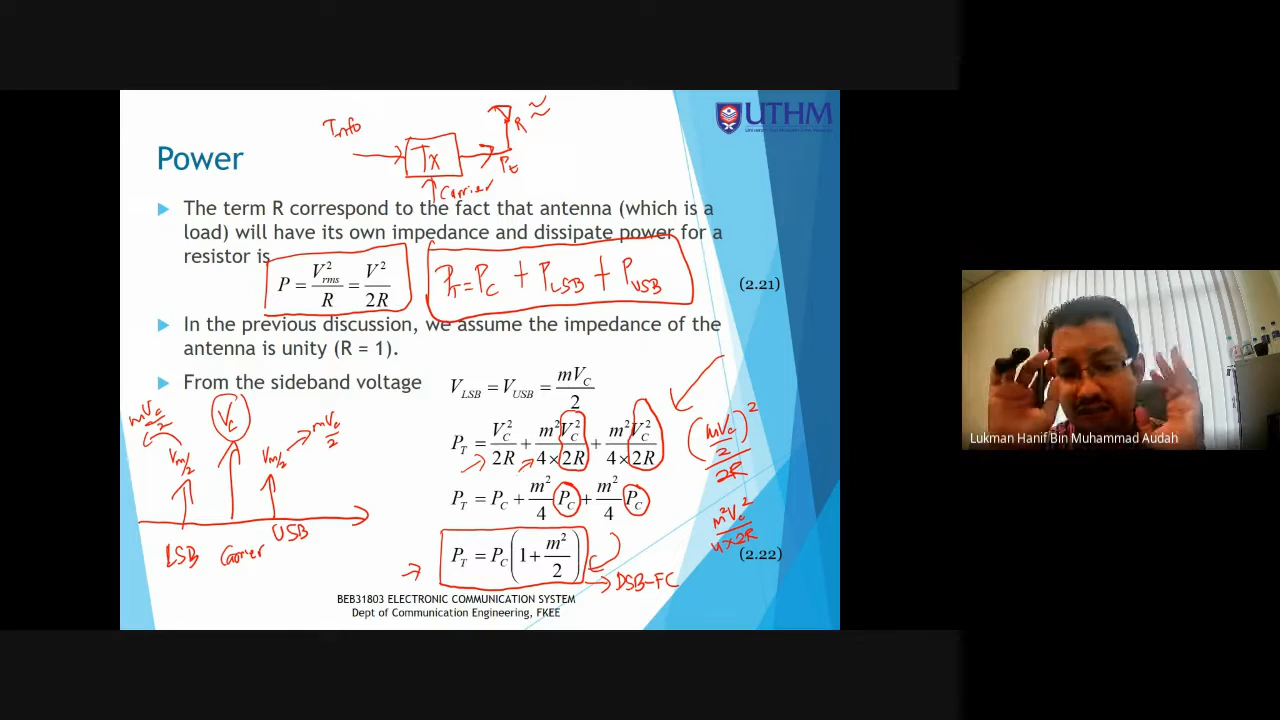 UTHM
Info
Tx
R
Pt
Carrier
Power
The term R correspond to the fact that antenna (which is a
load) will have its own impedance and dissipate power for a
resistor is
P = V²rms/R = V²/2R
PT = PC + PLSB + PUSB
(2.21)
In the previous discussion, we assume the impedance of the
antenna is unity (R = 1).
From the sideband voltage
VLSB = VUSB = mVC/2
PT = VC²/2R + m²VC²/4×2R + m²VC²/4×2R
PT = PC + m²/4 PC + m²/4 PC
PT = PC(1 + m²/2)
(2.22)
DSB-FC
(mVc/2)²/2R
m²Vc²/4×2R
mVc/2
Vc
mVc/2
Vm/2
Vm/2
LSB
Carrier
USB
BEB31803 ELECTRONIC COMMUNICATION SYSTEM
Dept of Communication Engineering, FKEE
Lukman Hanif Bin Muhammad Audah